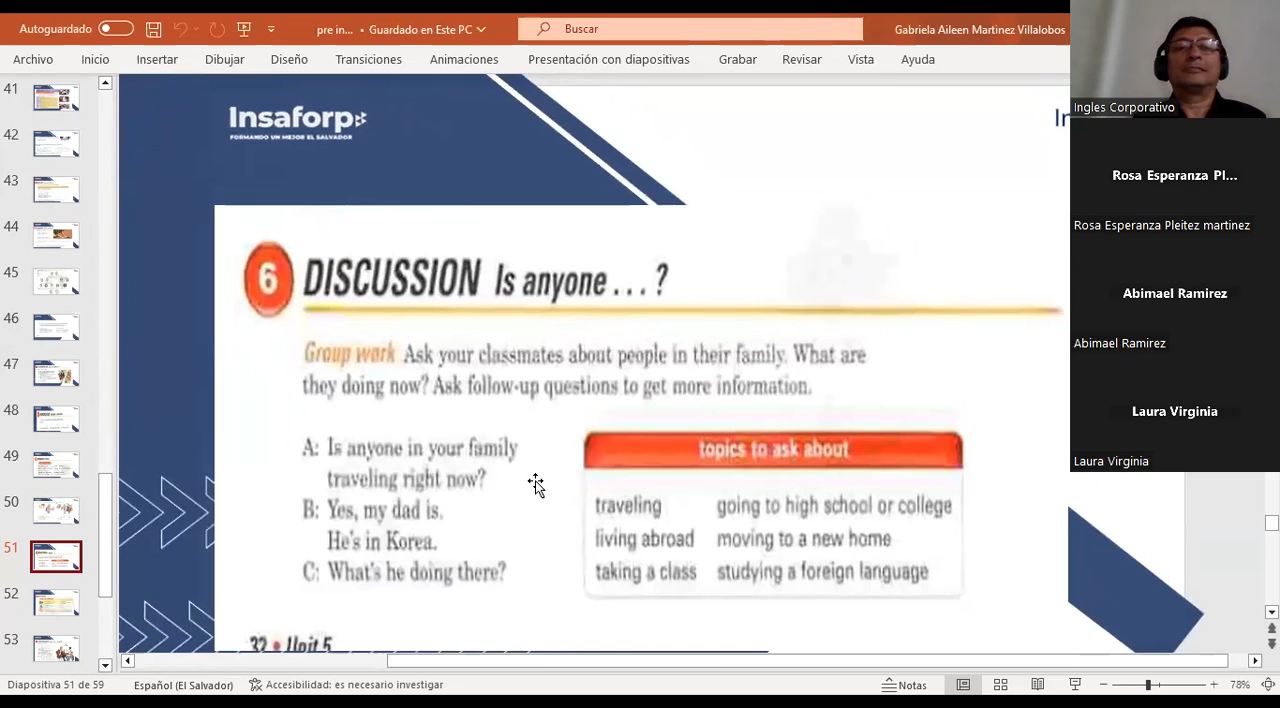 Autoguardado
pre in... • Guardado en Este PC
Buscar
Gabriela Aileen Martinez Villalobos
Archivo Inicio Insertar Dibujar Diseño Transiciones Animaciones Presentación con diapositivas Grabar Revisar Vista Ayuda
Ingles Corporativo
Rosa Esperanza Pl...
Rosa Esperanza Pleitez martinez
Abimael Ramirez
Abimael Ramirez
Laura Virginia
Laura Virginia
41
42
43
44
45
46
47
48
49
50
51
52
53
Insaforp
FORMANDO UN MEJOR EL SALVADOR
In
6 DISCUSSION Is anyone . . . ?
Group work Ask your classmates about people in their family. What are
they doing now? Ask follow-up questions to get more information.
A: Is anyone in your family
traveling right now?
B: Yes, my dad is.
He's in Korea.
C: What's he doing there?
topics to ask about
traveling going to high school or college
living abroad moving to a new home
taking a class studying a foreign language
32 • Unit 5
Diapositiva 51 de 59 Español (El Salvador) Accesibilidad: es necesario investigar Notas 78%